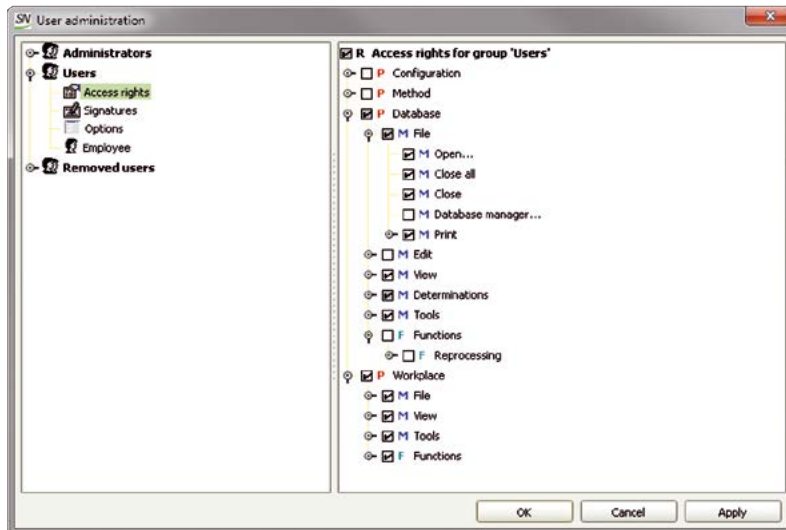 SN User administration
Administrators
Users
Access rights
Signatures
Options
Employee
Removed users
R Access rights for group 'Users'
P Configuration
P Method
P Database
M File
M Open...
M Close all
M Close
M Database manager...
M Print
M Edit
M View
M Determinations
M Tools
F Functions
F Reprocessing
P Workplace
M File
M View
M Tools
F Functions
OK Cancel Apply